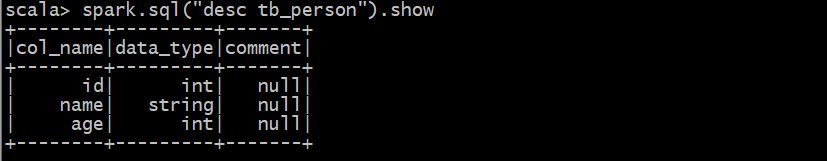 scala> spark.sql("desc tb_person").show
+--------+---------+-------+
|col_name|data_type|comment|
+--------+---------+-------+
|      id|      int|   null|
|    name|   string|   null|
|     age|      int|   null|
+--------+---------+-------+